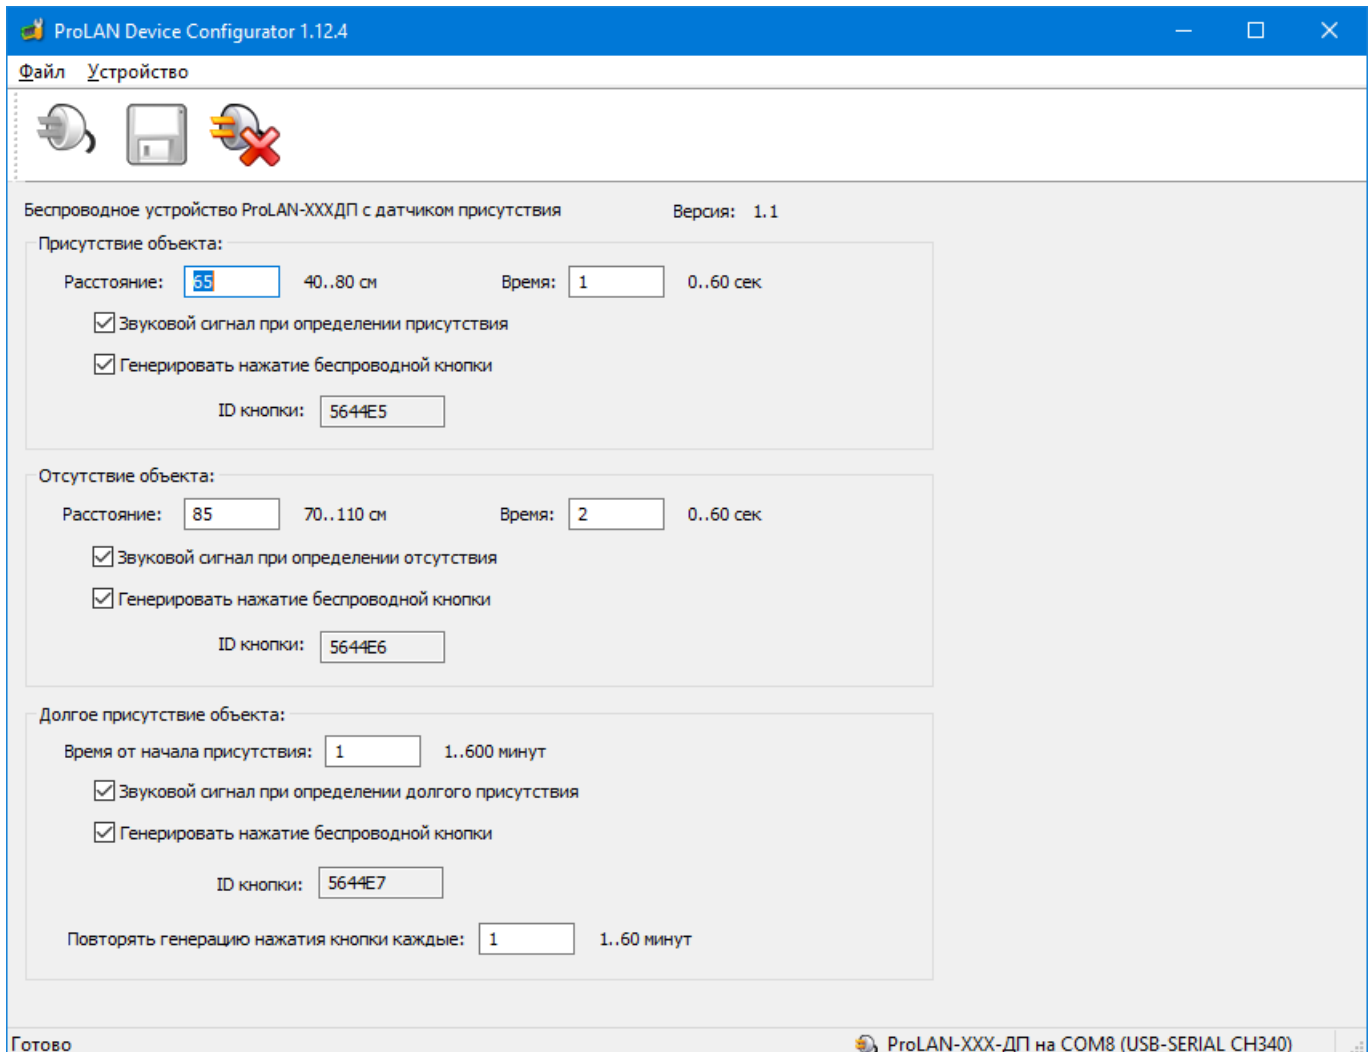 ProLAN Device Configurator 1.12.4
Файл Устройство
Беспроводное устройство ProLAN-XXXДП с датчиком присутствия Версия: 1.1
Присутствие объекта:
Расстояние: 65 40..80 см Время: 1 0..60 сек
Звуковой сигнал при определении присутствия
Генерировать нажатие беспроводной кнопки
ID кнопки: 5644E5
Отсутствие объекта:
Расстояние: 85 70..110 см Время: 2 0..60 сек
Звуковой сигнал при определении отсутствия
Генерировать нажатие беспроводной кнопки
ID кнопки: 5644E6
Долгое присутствие объекта:
Время от начала присутствия: 1 1..600 минут
Звуковой сигнал при определении долгого присутствия
Генерировать нажатие беспроводной кнопки
ID кнопки: 5644E7
Повторять генерацию нажатия кнопки каждые: 1 1..60 минут
Готово ProLAN-XXX-ДП на COM8 (USB-SERIAL CH340)